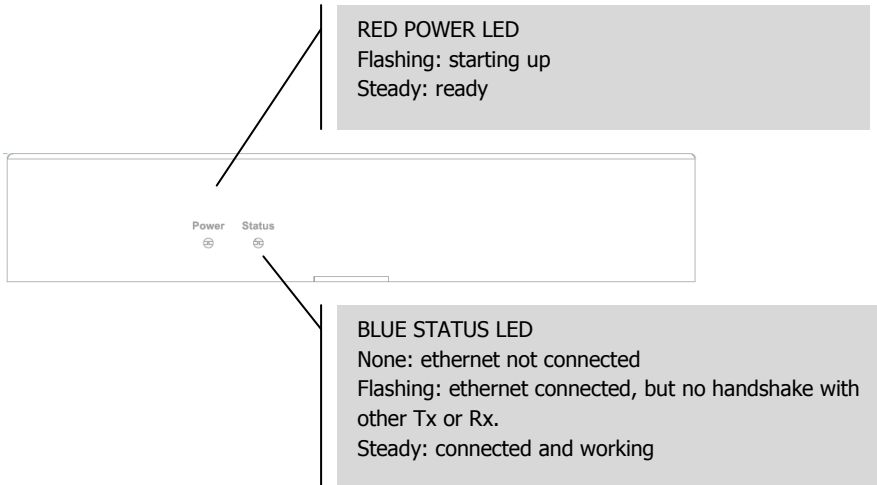 RED POWER LED
Flashing: starting up
Steady: ready
Power Status
BLUE STATUS LED
None: ethernet not connected
Flashing: ethernet connected, but no handshake with
other Tx or Rx.
Steady: connected and working